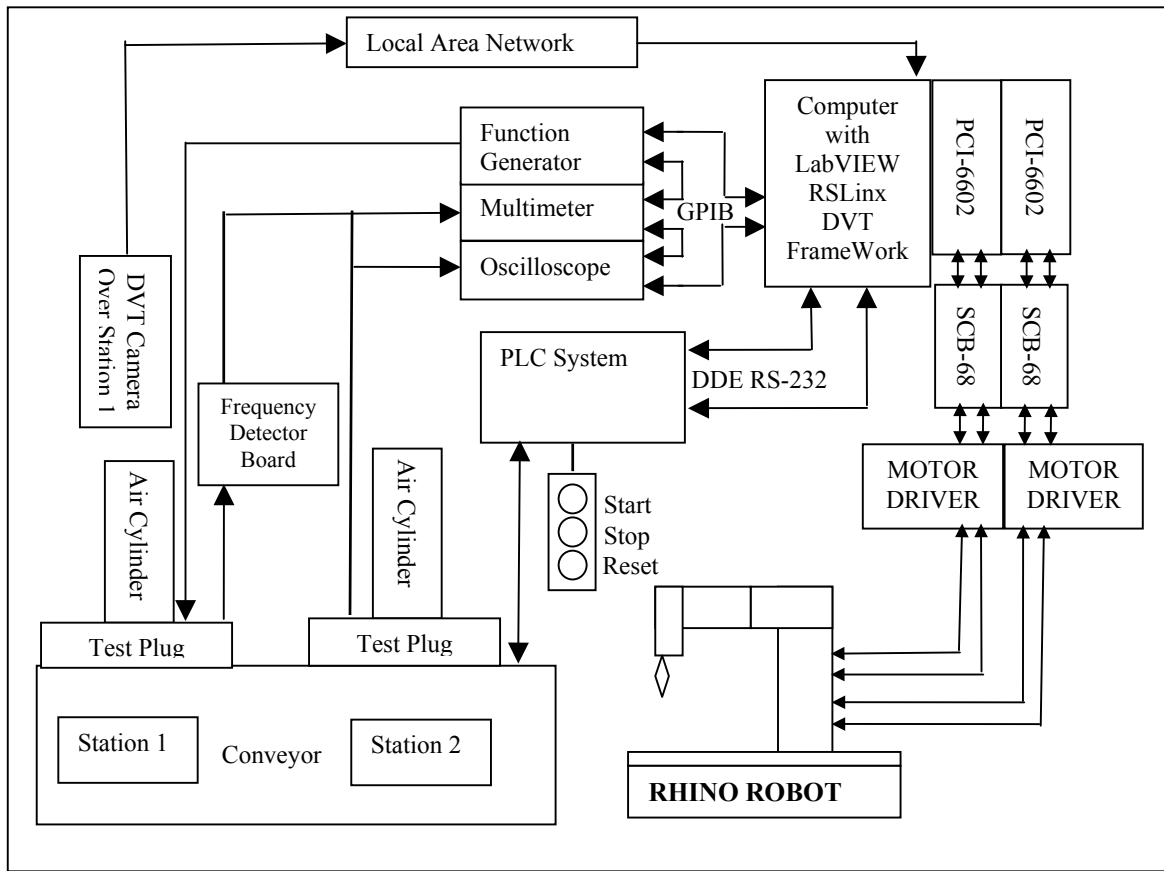 Local Area Network
Computer
with
LabVIEW
RSLinx
DVT
FrameWork
PCI-6602
PCI-6602
Function
Generator
Multimeter
Oscilloscope
GPIB
DVT Camera
Over Station 1
SCB-68
SCB-68
PLC System
DDE RS-232
Frequency
Detector
Board
Air Cylinder
Air Cylinder
MOTOR
DRIVER
MOTOR
DRIVER
Start
Stop
Reset
Test Plug
Test Plug
Station 1
Conveyor
Station 2
RHINO ROBOT